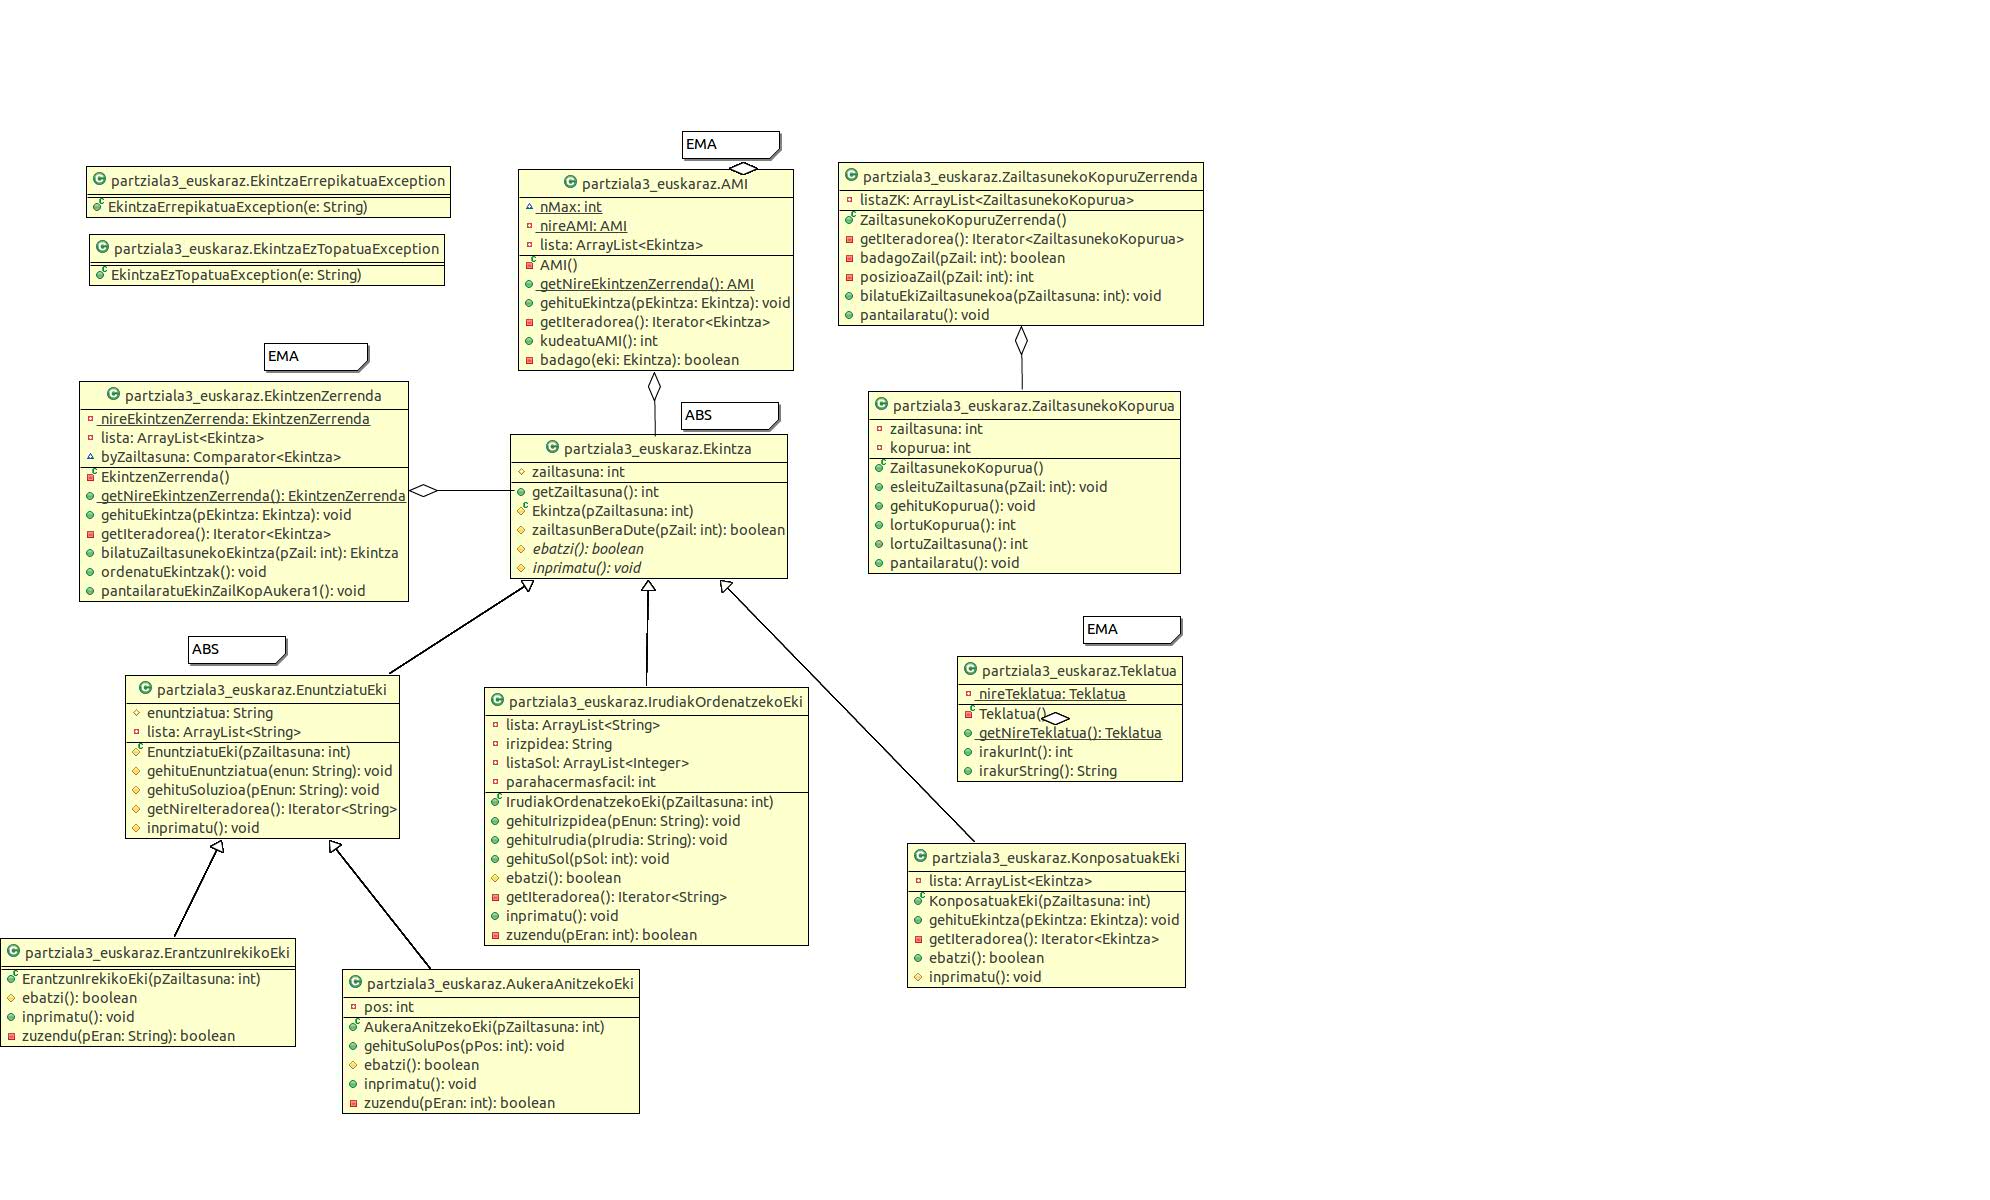 partziala3_euskaraz.EkintzaErrepikatuaException
EkintzaErrepikatuaException(e: String)
partziala3_euskaraz.EkintzaEzTopatuaException
EkintzaEzTopatuaException(e: String)
EMA
partziala3_euskaraz.AMI
nMax: int
nireAMI: AMI
lista: ArrayList<Ekintza>
AMI()
getNireEkintzenZerrenda(): AMI
gehituEkintza(pEkintza: Ekintza): void
getIteradorea(): Iterator<Ekintza>
kudeatuAMI(): int
badago(eki: Ekintza): boolean
partziala3_euskaraz.ZailtasunekoKopuruZerrenda
listaZK: ArrayList<ZailtasunekoKopurua>
ZailtasunekoKopuruZerrenda()
getIteradorea(): Iterator<ZailtasunekoKopurua>
badagoZail(pZail: int): boolean
posizioaZail(pZail: int): int
bilatuEkiZailtasunekoa(pZailtasuna: int): void
pantailaratu(): void
EMA
partziala3_euskaraz.EkintzenZerrenda
nireEkintzenZerrenda: EkintzenZerrenda
lista: ArrayList<Ekintza>
byZailtasuna: Comparator<Ekintza>
EkintzenZerrenda()
getNireEkintzenZerrenda(): EkintzenZerrenda
gehituEkintza(pEkintza: Ekintza): void
getIteradorea(): Iterator<Ekintza>
bilatuZailtasunekoEkintza(pZail: int): Ekintza
ordenatuEkintzak(): void
pantailaratuEkinZailKopAukera1(): void
ABS
partziala3_euskaraz.Ekintza
zailtasuna: int
getZailtasuna(): int
Ekintza(pZailtasuna: int)
zailtasunBeraDute(pZail: int): boolean
ebatzi(): boolean
inprimatu(): void
partziala3_euskaraz.ZailtasunekoKopurua
zailtasuna: int
kopurua: int
ZailtasunekoKopurua()
esleituZailtasuna(pZail: int): void
gehituKopurua(): void
lortuKopurua(): int
lortuZailtasuna(): int
pantailaratu(): void
ABS
partziala3_euskaraz.EnuntziatuEki
enuntziatua: String
lista: ArrayList<String>
EnuntziatuEki(pZailtasuna: int)
gehituEnuntziatua(enun: String): void
gehituSoluzioa(pEnun: String): void
getNireIteradorea(): Iterator<String>
inprimatu(): void
partziala3_euskaraz.IrudiakOrdenatzekoEki
lista: ArrayList<String>
irizpidea: String
listaSol: ArrayList<Integer>
parahacermasfacil: int
IrudiakOrdenatzekoEki(pZailtasuna: int)
gehituIrizpidea(pEnun: String): void
gehituIrudia(pIrudia: String): void
gehituSol(pSol: int): void
ebatzi(): boolean
getIteradorea(): Iterator<String>
inprimatu(): void
zuzendu(pEran: int): boolean
EMA
partziala3_euskaraz.Teklatua
nireTeklatua: Teklatua
Teklatua()
getNireTeklatua(): Teklatua
irakurInt(): int
irakurString(): String
partziala3_euskaraz.KonposatuakEki
lista: ArrayList<Ekintza>
KonposatuakEki(pZailtasuna: int)
gehituEkintza(pEkintza: Ekintza): void
getIteradorea(): Iterator<Ekintza>
ebatzi(): boolean
inprimatu(): void
partziala3_euskaraz.ErantzunIrekikoEki
ErantzunIrekikoEki(pZailtasuna: int)
ebatzi(): boolean
inprimatu(): void
zuzendu(pEran: String): boolean
partziala3_euskaraz.AukeraAnitzekoEki
pos: int
AukeraAnitzekoEki(pZailtasuna: int)
gehituSoluPos(pPos: int): void
ebatzi(): boolean
inprimatu(): void
zuzendu(pEran: int): boolean